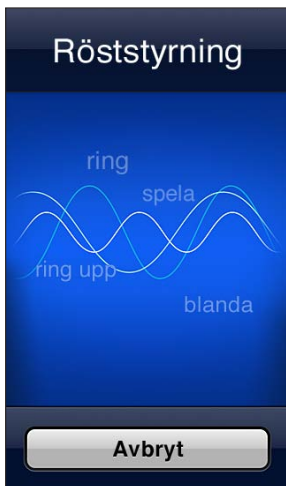 Röststyrning
ring
spela
ring upp
blanda
Avbryt